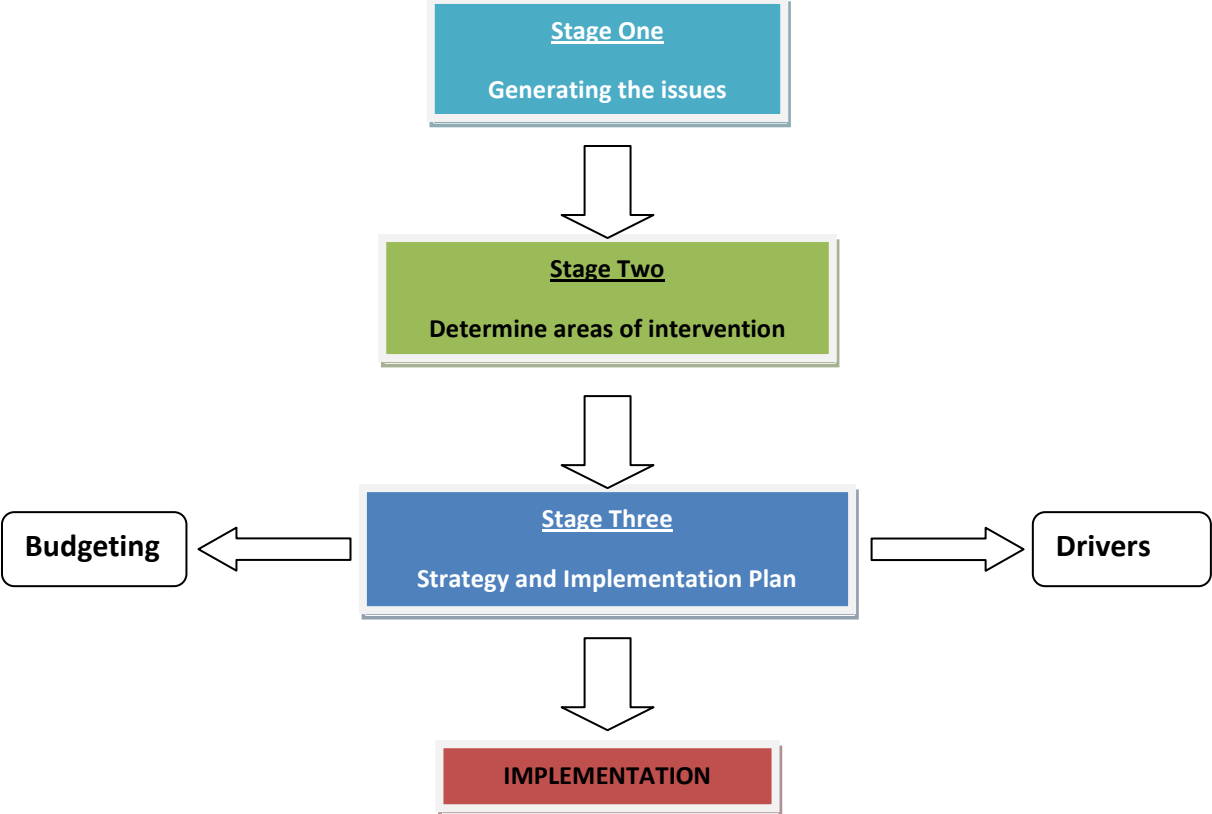 Stage One
Generating the issues
Stage Two
Determine areas of intervention
Stage Three
Budgeting
Drivers
Strategy and Implementation Plan
IMPLEMENTATION